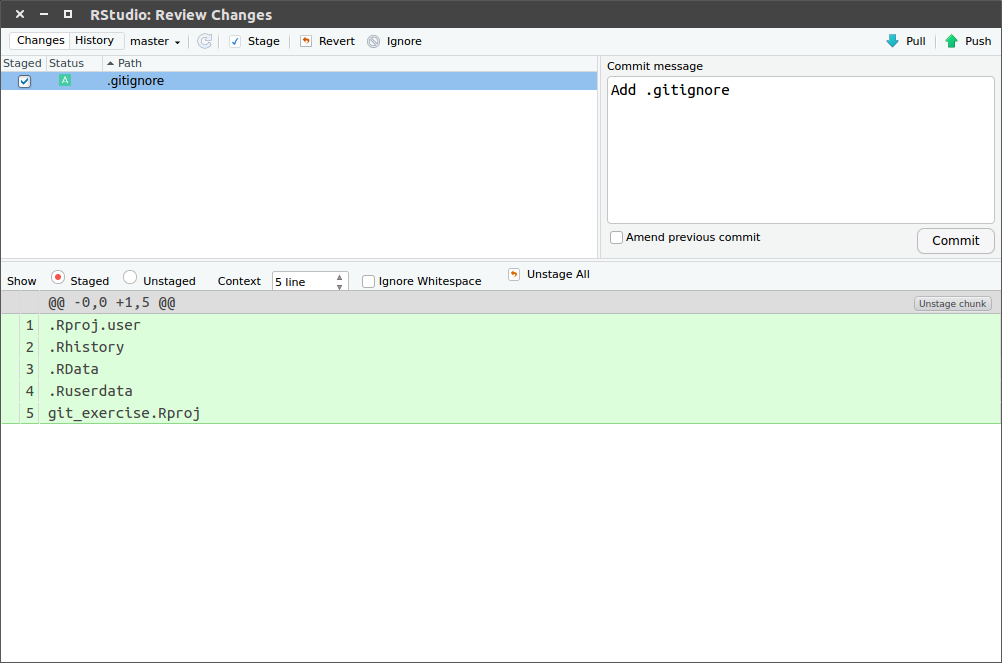 RStudio: Review Changes
Changes History master Stage Revert Ignore Pull Push
Staged Status Path
A .gitignore
Commit message
Add .gitignore
Amend previous commit
Commit
Show Staged Unstaged Context 5 line Ignore Whitespace Unstage All
@@ -0,0 +1,5 @@ Unstage chunk
1 .Rproj.user
2 .Rhistory
3 .RData
4 .Ruserdata
5 git_exercise.Rproj